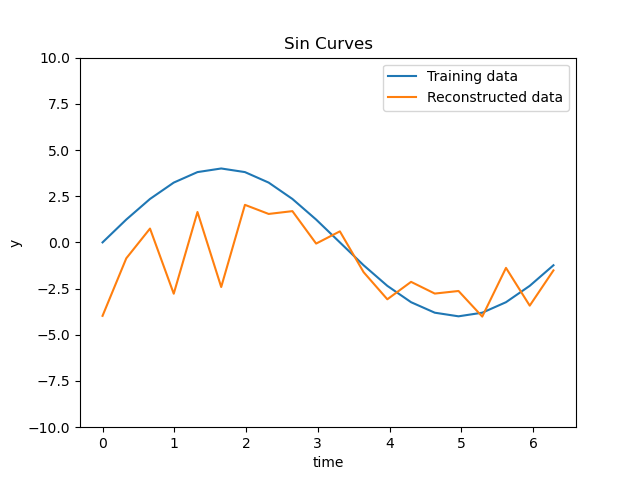 Sin Curves
Training data
Reconstructed data
10.0
7.5
5.0
2.5
0.0
−2.5
−5.0
−7.5
−10.0
y
0 1 2 3 4 5 6
time